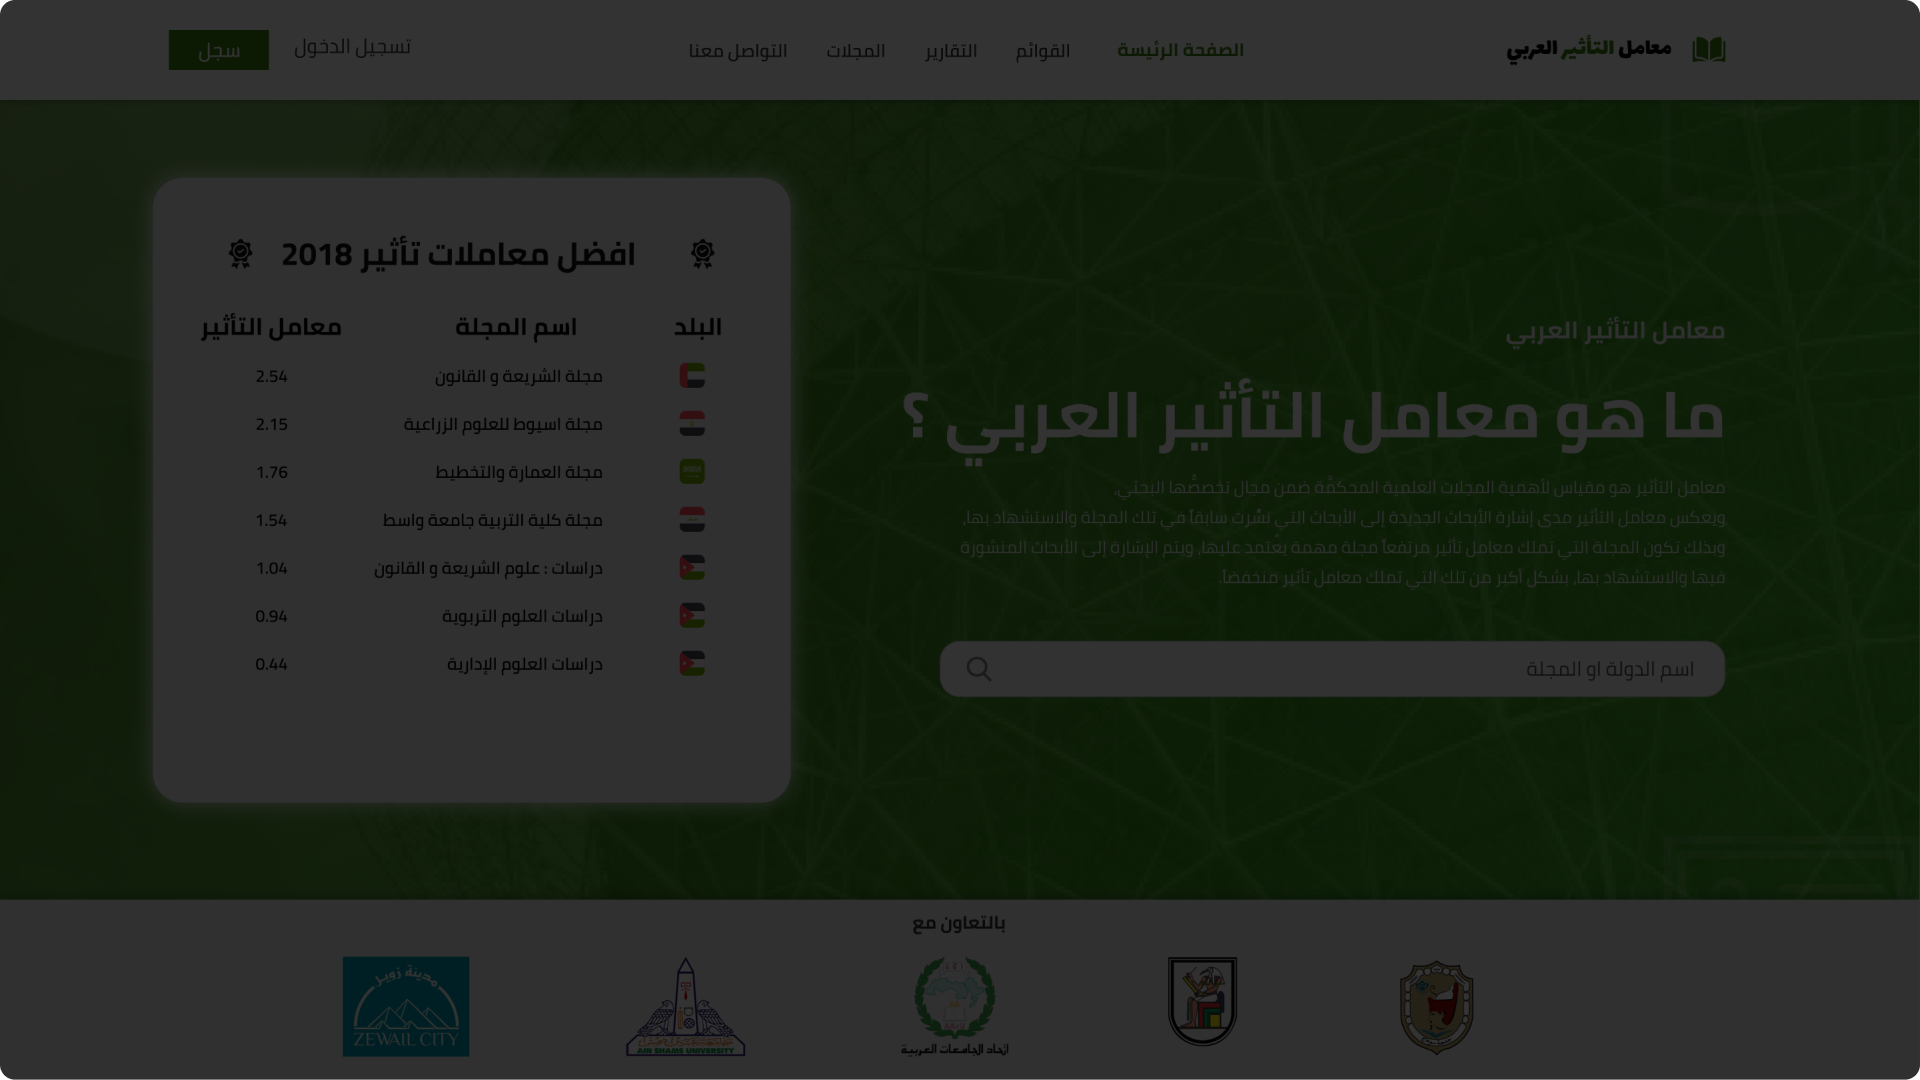 معامل التأثير العربي
الصفحة الرئيسة
القوائم
التقارير
المجلات
التواصل معنا
تسجيل الدخول
سجل
معامل التأثير العربي
ما هو معامل التأثير العربي ؟
معامل التأثير هو مقياس لأهمية المجلات العلمية المحكمّة ضمن مجال تخصصُّها البحثي.
ويعكس معامل التأثير مدى إشارة الأبحاث الجديدة إلى الأبحاث التي نشُرت سابقاً في تلك المجلة والاستشهاد بها،
وبذلك تكون المجلة التي تملك معامل تأثير مرتفعاً مجلة مهمة يعُتمد عليها، ويتم الإشارة إلى الأبحاث المنشورة
فيها والاستشهاد بها، بشكل أكبر من تلك التي تملك معامل تأثير منخفضاً.
اسم الدولة او المجلة
افضل معاملات تأثير 2018
البلد اسم المجلة معامل التأثير
مجلة الشريعة و القانون 2.54
مجلة اسيوط للعلوم الزراعية 2.15
مجلة العمارة والتخطيط 1.76
مجلة كلية التربية جامعة واسط 1.54
دراسات : علوم الشريعة و القانون 1.04
دراسات العلوم التربوية 0.94
دراسات العلوم الإدارية 0.44
بالتعاون مع
اتحاد الجامعات العربية
AIN SHAMS UNIVERSITY
مدينة زويل
ZEWAIL CITY